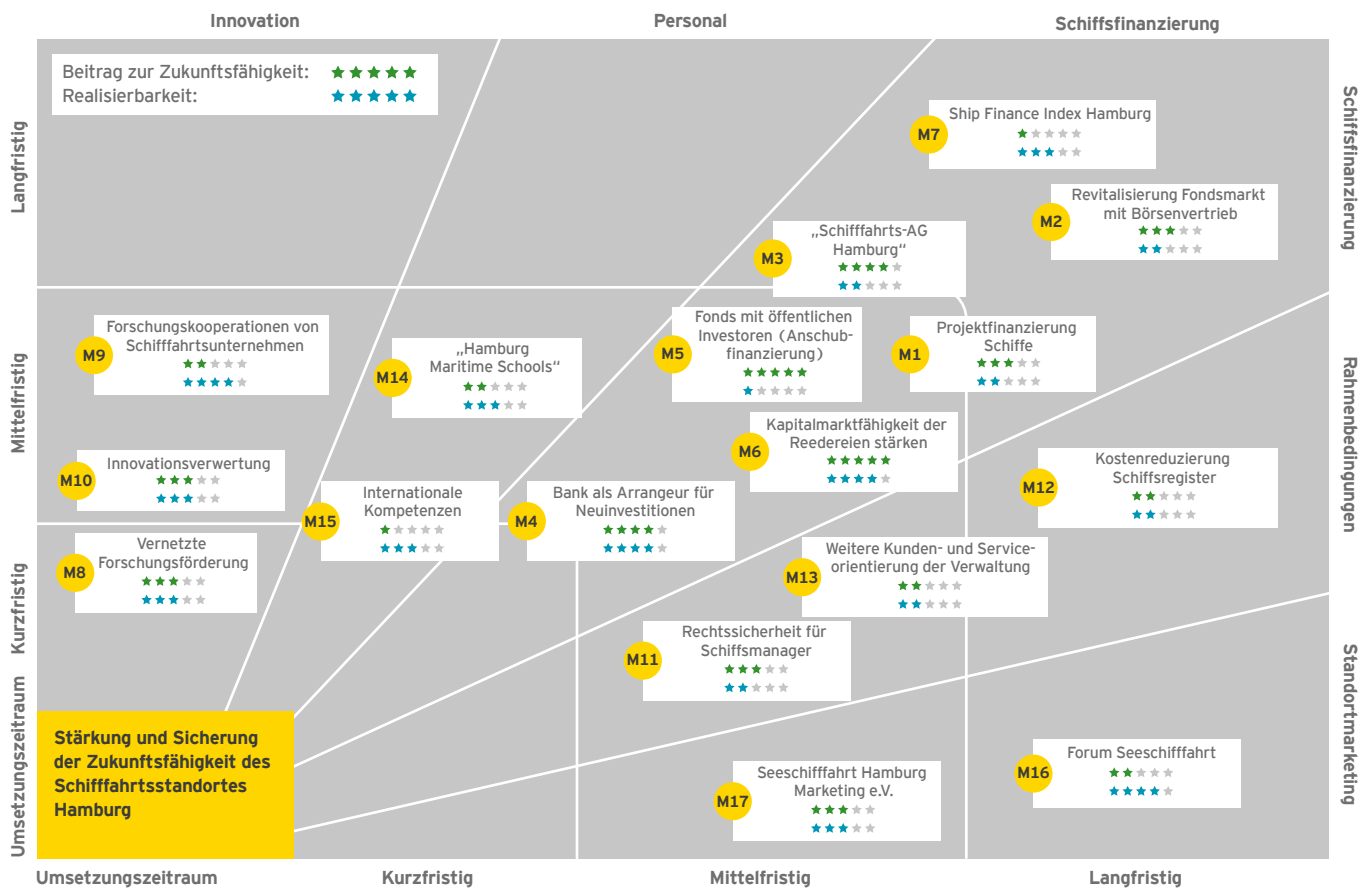 Innovation
Personal
Schiffsfinanzierung
Beitrag zur Zukunftsfähigkeit:
Realisierbarkeit:
Langfristig
Mittelfristig
Kurzfristig
Umsetzungszeitraum
Schiffsfinanzierung
Rahmenbedingungen
Standortmarketing
M7
Ship Finance Index Hamburg
M2
Revitalisierung Fondsmarkt
mit Börsenvertrieb
M3
„Schifffahrts-AG
Hamburg“
M9
Forschungskooperationen von
Schifffahrtsunternehmen
M14
„Hamburg
Maritime Schools“
M5
Fonds mit öffentlichen
Investoren (Anschub-
finanzierung)
M1
Projektfinanzierung
Schiffe
M6
Kapitalmarktfähigkeit der
Reedereien stärken
M10
Innovationsverwertung
M15
Internationale
Kompetenzen
M4
Bank als Arrangeur für
Neuinvestitionen
M12
Kostenreduzierung
Schiffsregister
M8
Vernetzte
Forschungsförderung
M13
Weitere Kunden- und Service-
orientierung der Verwaltung
M11
Rechtssicherheit für
Schiffsmanager
Stärkung und Sicherung
der Zukunftsfähigkeit des
Schifffahrtsstandortes
Hamburg
M17
Seeschifffahrt Hamburg
Marketing e.V.
M16
Forum Seeschifffahrt
Umsetzungszeitraum
Kurzfristig
Mittelfristig
Langfristig